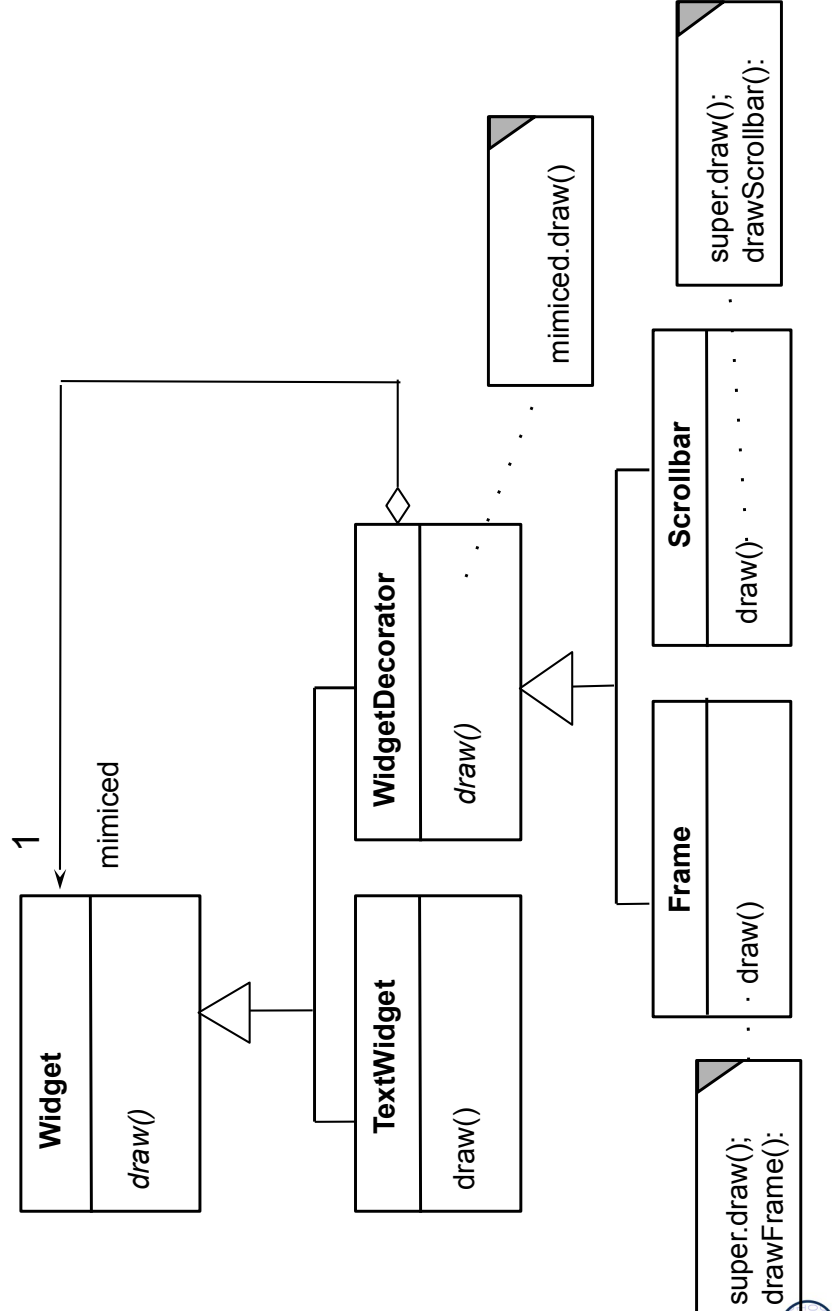 Widget
draw()
1
mimiced
TextWidget
draw()
WidgetDecorator
draw()
mimiced.draw()
Frame
draw()
Scrollbar
draw()
super.draw();
drawFrame():
super.draw();
drawScrollbar():